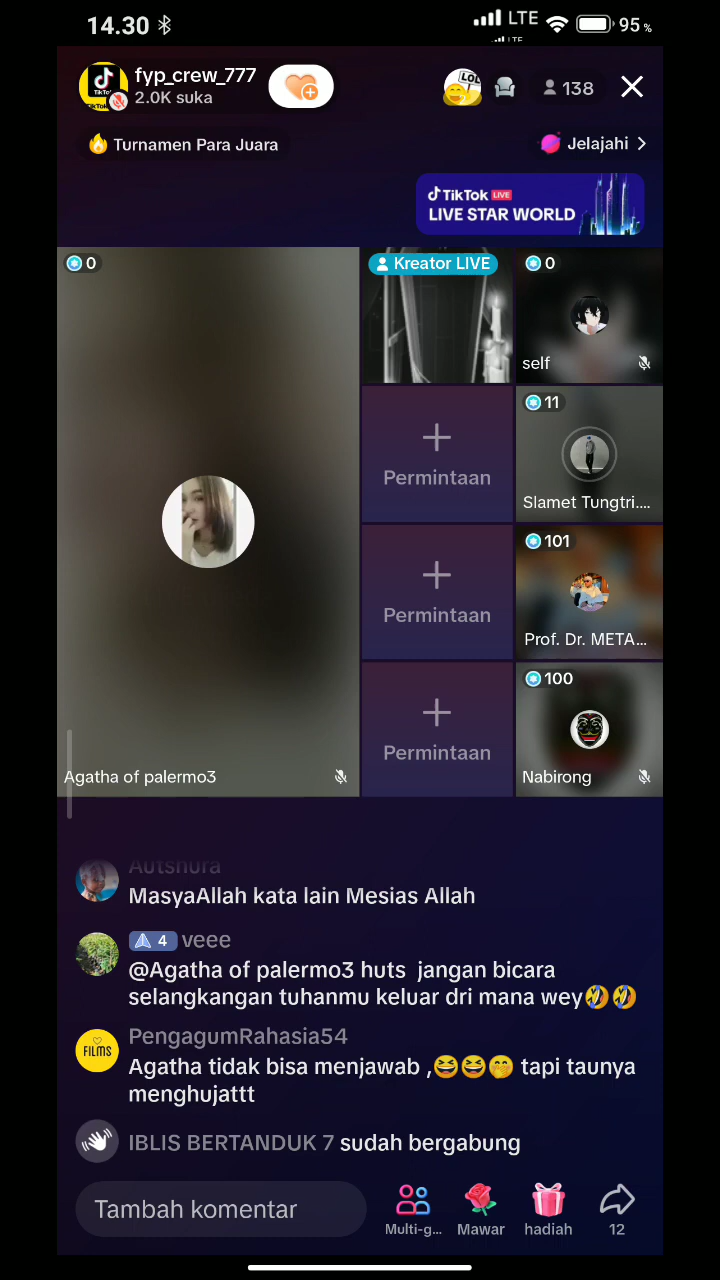 14.30 LTE 95 %
LTE
fyp_crew_777
2.0K suka
LOL
138
Turnamen Para Juara
Jelajahi
TikTok LIVE
LIVE STAR WORLD
0
Kreator LIVE
0
self
Permintaan
11
Slamet Tungtri....
Permintaan
101
Prof. Dr. META...
Permintaan
100
Nabirong
Agatha of palermo3
Autshura
MasyaAllah kata lain Mesias Allah
4 veee
@Agatha of palermo3 huts jangan bicara
selangkangan tuhanmu keluar dri mana wey🤣🤣
FILMS
PengagumRahasia54
Agatha tidak bisa menjawab ,😆😆🤭 tapi taunya
menghujattt
IBLIS BERTANDUK 7 sudah bergabung
Tambah komentar
Multi-g...
Mawar
hadiah
12